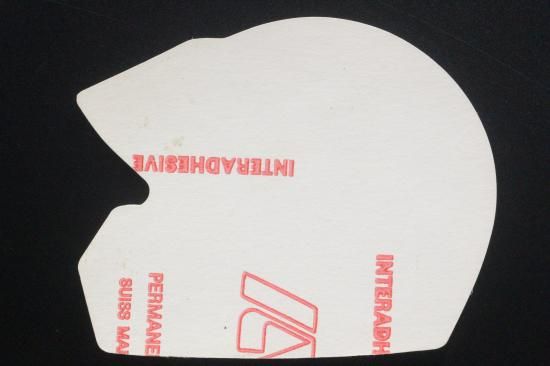 INTERADHESIVE
INTERADH
PERMANE
SUISS MA